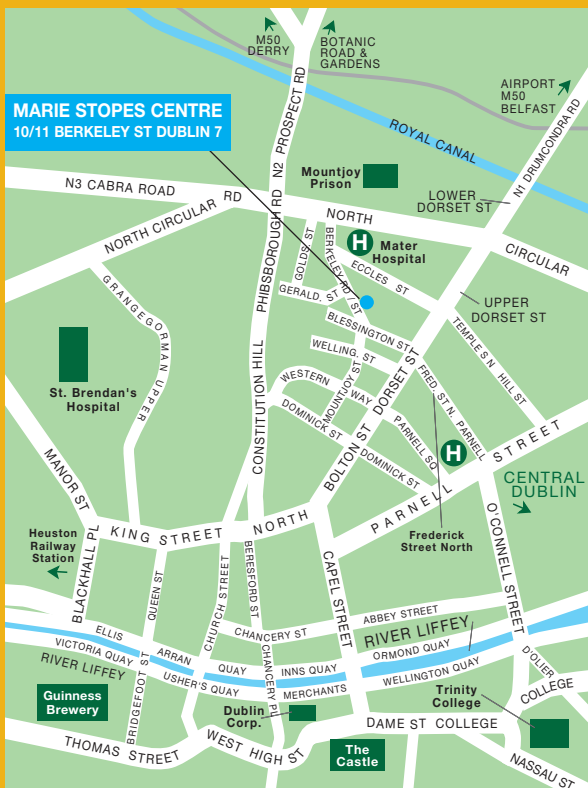 M50
DERRY
BOTANIC
ROAD &
GARDENS
AIRPORT
M50
BELFAST
MARIE STOPES CENTRE
10/11 BERKELEY ST DUBLIN 7
N2 PROSPECT RD
ROYAL CANAL
N1 DRUMCONDRA RD
Mountjoy
Prison
N3 CABRA ROAD
LOWER
DORSET ST
NORTH CIRCULAR RD
NORTH
CIRCULAR
PHIBSBOROUGH RD
GOLDS. ST
BERKELEY RD / ST
H
Mater
Hospital
ECCLES ST
GERALD. ST
GRANGEGORMAN UPPER
UPPER
DORSET ST
BLESSINGTON ST
TEMPLE S N
HILL ST
WELLING. ST
St. Brendan's
Hospital
WESTERN WAY
MOUNTJOY ST
DORSET ST
FRED. ST N.
PARNELL
CONSTITUTION HILL
DOMINICK ST
PARNELL SQ
DOMINICK ST
H
BOLTON ST
PARNELL STREET
CENTRAL
DUBLIN
MANOR ST
KING STREET NORTH
Frederick
Street North
Heuston
Railway
Station
BLACKHALL PL
QUEEN ST
CHURCH STREET
BERESFORD ST
CAPEL STREET
O'CONNELL STREET
ABBEY STREET
CHANCERY ST
RIVER LIFFEY
ELLIS
ARRAN
QUAY
INNS QUAY
ORMOND QUAY
VICTORIA QUAY
USHER'S QUAY
MERCHANTS
WELLINGTON QUAY
RIVER LIFFEY
CHANCERY PL
D'OLIER
COLLEGE
BRIDGEFOOT ST
Guinness
Brewery
Dublin
Corp.
Trinity
College
DAME ST COLLEGE
THOMAS STREET
WEST HIGH ST
The
Castle
NASSAU ST